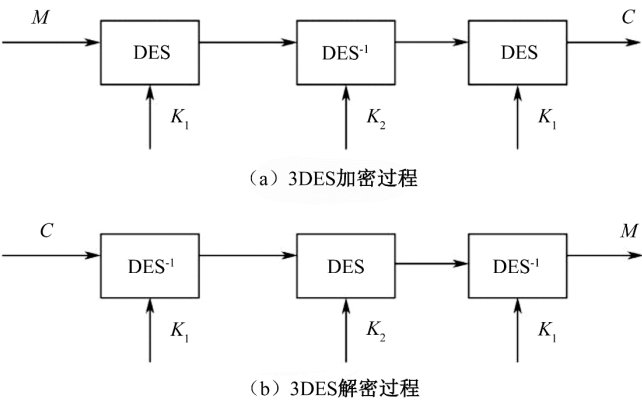 M C
DES DES⁻¹ DES
K₁ K₂ K₁
（a）3DES加密过程
C M
DES⁻¹ DES DES⁻¹
K₁ K₂ K₁
（b）3DES解密过程